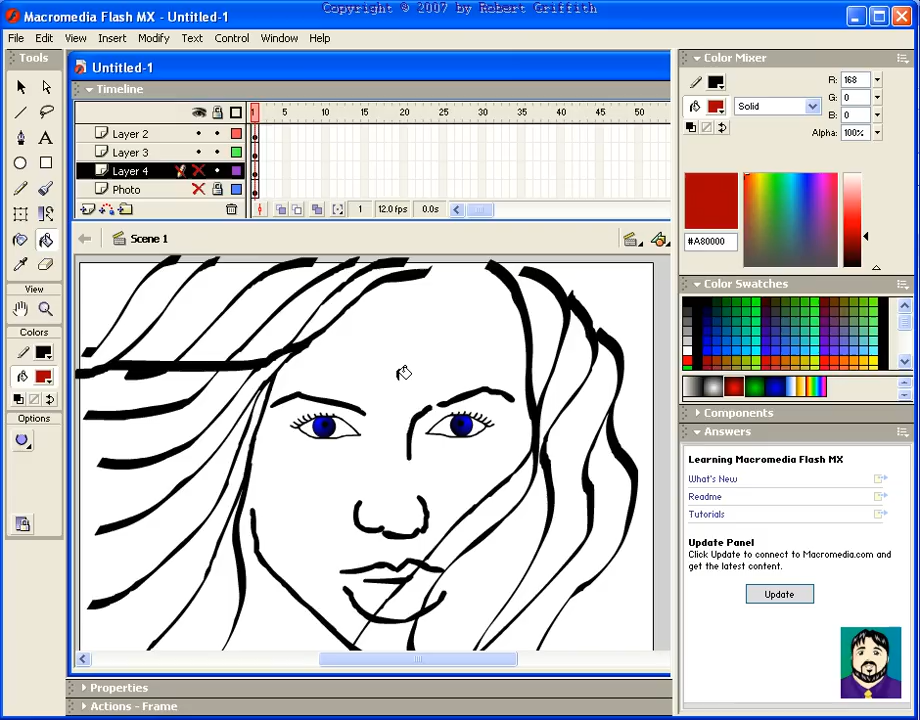 Copyright © 2007 by Robert Griffith
Macromedia Flash MX - Untitled-1
File Edit View Insert Modify Text Control Window Help
Tools
View
Colors
Options
Untitled-1
Timeline
1 5 10 15 20 25 30 35 40 45 50
Layer 2
Layer 3
Layer 4
Photo
1 12.0 fps 0.0s
Scene 1
Properties
Actions - Frame
Color Mixer
R: 168
Solid
G: 0
B: 0
Alpha: 100%
#A80000
Color Swatches
Components
Answers
Learning Macromedia Flash MX
What's New
Readme
Tutorials
Update Panel
Click Update to connect to Macromedia.com and
get the latest content.
Update